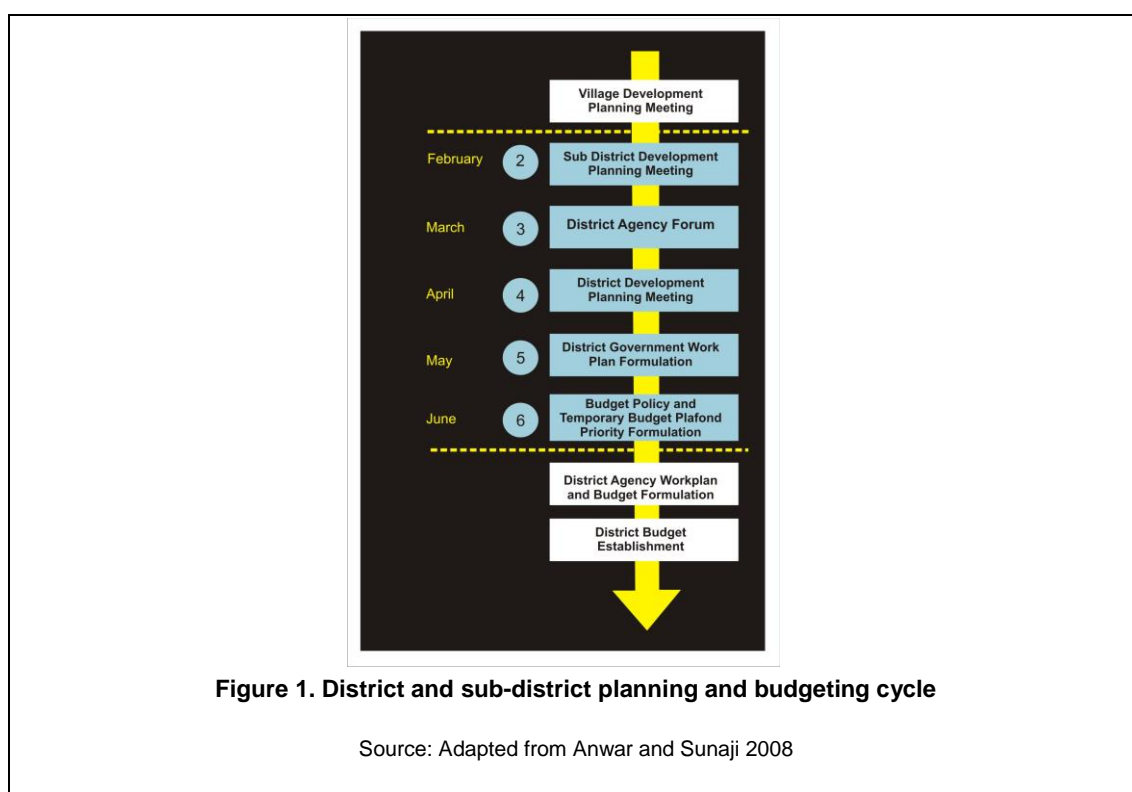 Village Development
Planning Meeting
February
2
Sub District Development
Planning Meeting
March
3
District Agency Forum
April
4
District Development
Planning Meeting
May
5
District Government Work
Plan Formulation
June
6
Budget Policy and
Temporary Budget Plafond
Priority Formulation
District Agency Workplan
and Budget Formulation
District Budget
Establishment
Figure 1. District and sub-district planning and budgeting cycle
Source: Adapted from Anwar and Sunaji 2008